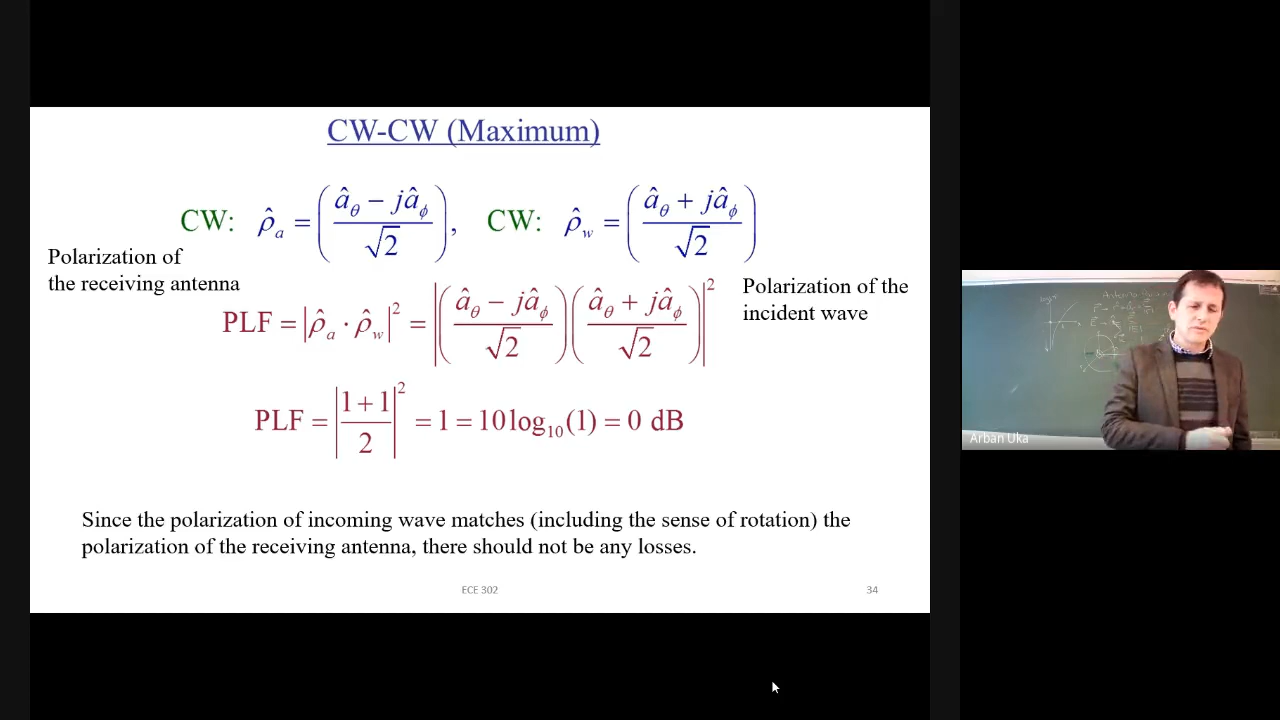 CW-CW (Maximum)
CW: ρ̂ₐ = ( (â_θ − jâ_ϕ) / √2 ), CW: ρ̂_w = ( (â_θ + jâ_ϕ) / √2 )
Polarization of
the receiving antenna
Polarization of the
incident wave
PLF = |ρ̂ₐ · ρ̂_w|² = | ( (â_θ − jâ_ϕ) / √2 ) ( (â_θ + jâ_ϕ) / √2 ) |²
PLF = | (1 + 1) / 2 |² = 1 = 10 log₁₀ (1) = 0 dB
Since the polarization of incoming wave matches (including the sense of rotation) the
polarization of the receiving antenna, there should not be any losses.
ECE 302
34
Arban Uka